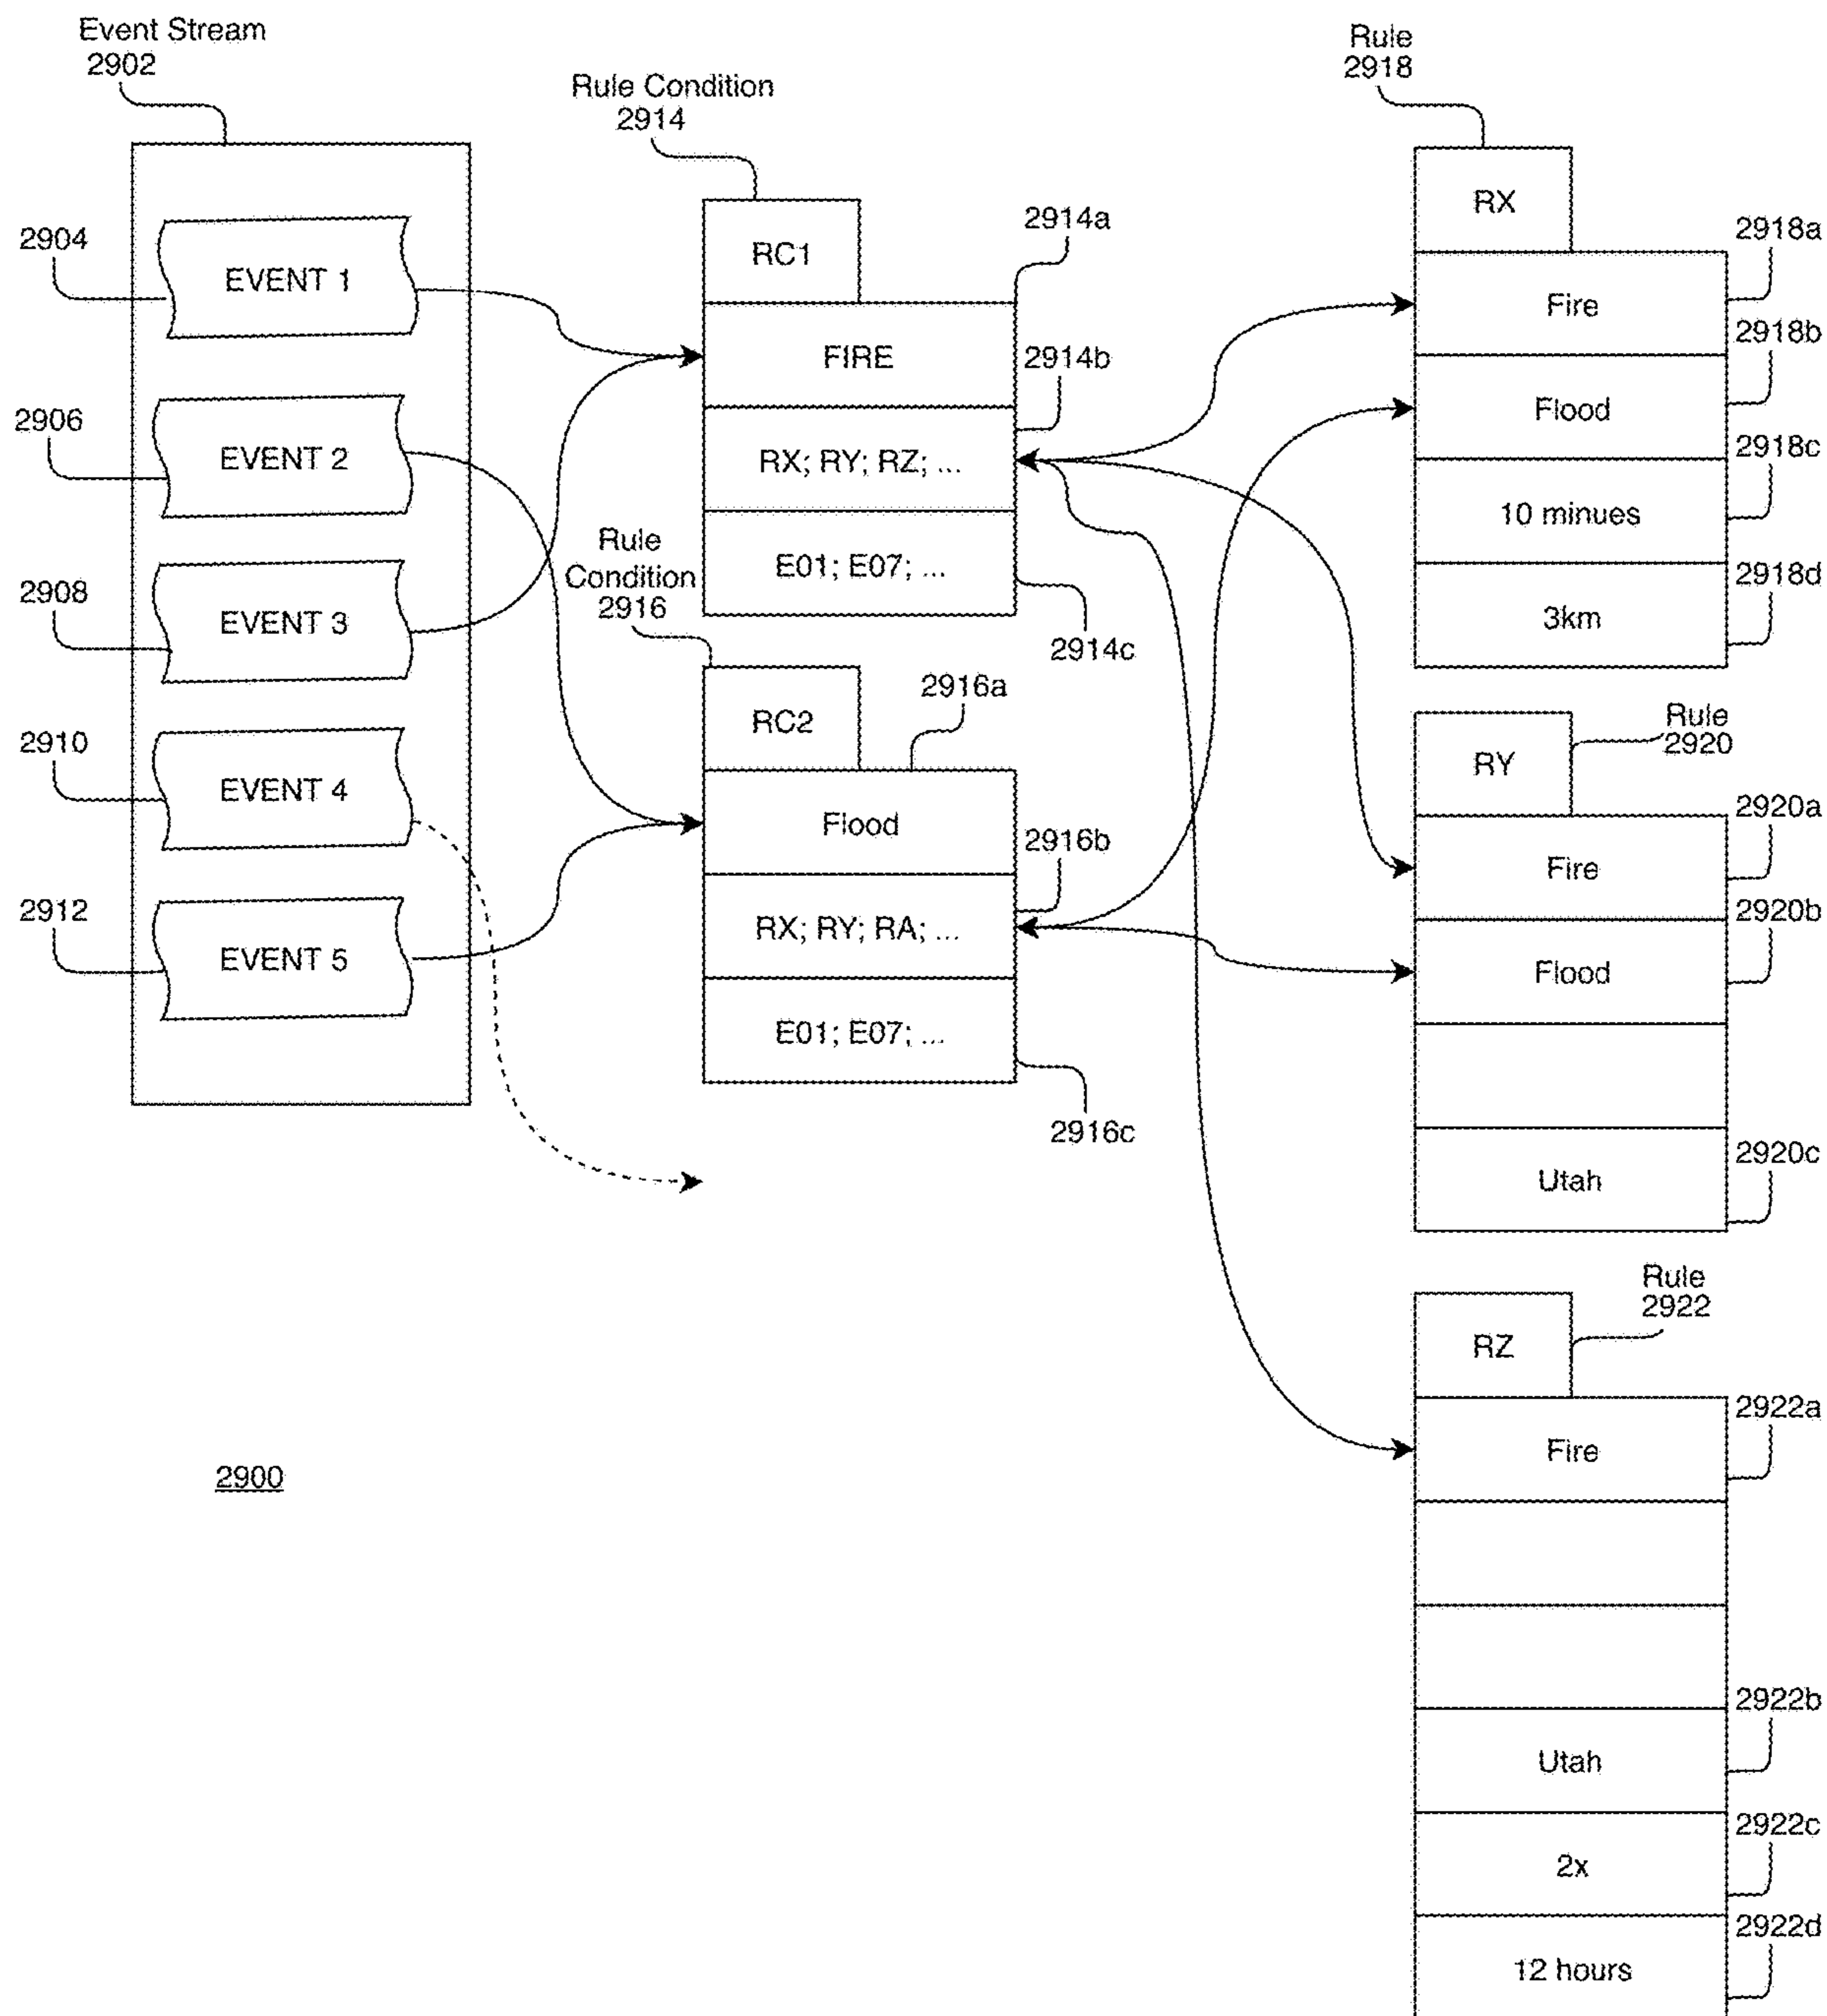 Event Stream
2902
2904
EVENT 1
2906
EVENT 2
2908
EVENT 3
2910
EVENT 4
2912
EVENT 5
Rule Condition
2914
RC1
2914a
FIRE
2914b
RX; RY; RZ; ...
E01; E07; ...
2914c
Rule
Condition
2916
RC2
2916a
Flood
2916b
RX; RY; RA; ...
E01; E07; ...
2916c
Rule
2918
RX
2918a
Fire
2918b
Flood
2918c
10 minues
2918d
3km
RY
Rule
2920
2920a
Fire
2920b
Flood
2920c
Utah
Rule
2922
RZ
2922a
Fire
2922b
Utah
2922c
2x
2922d
12 hours
2900